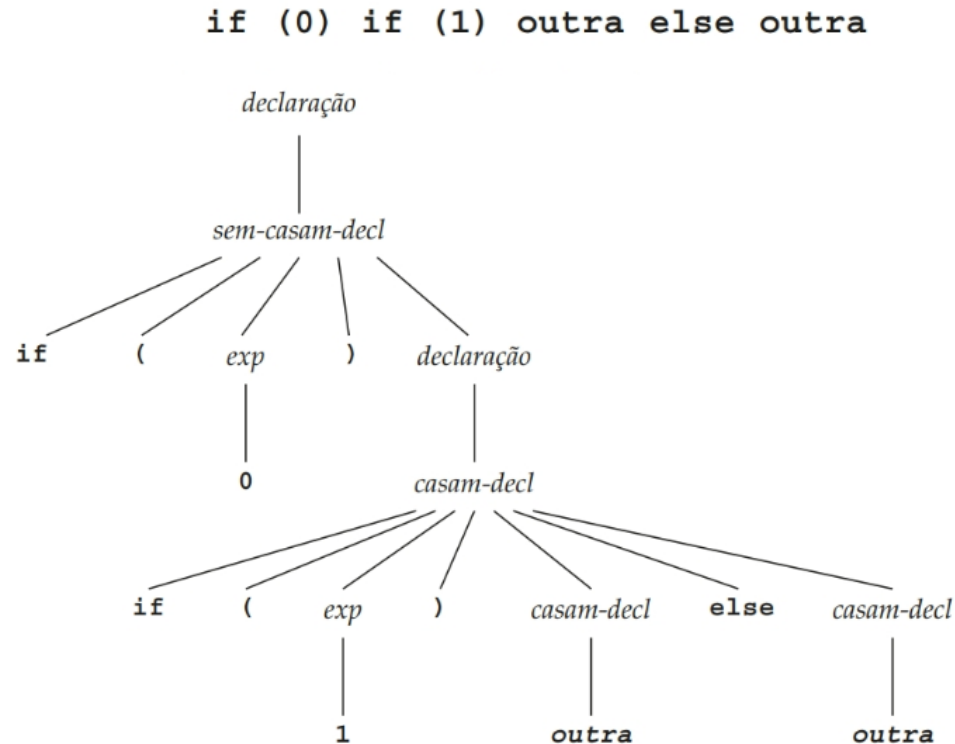 if (0) if (1) outra else outra
declaração
sem-casam-decl
if ( exp ) declaração
0 casam-decl
if ( exp ) casam-decl else casam-decl
1 outra outra